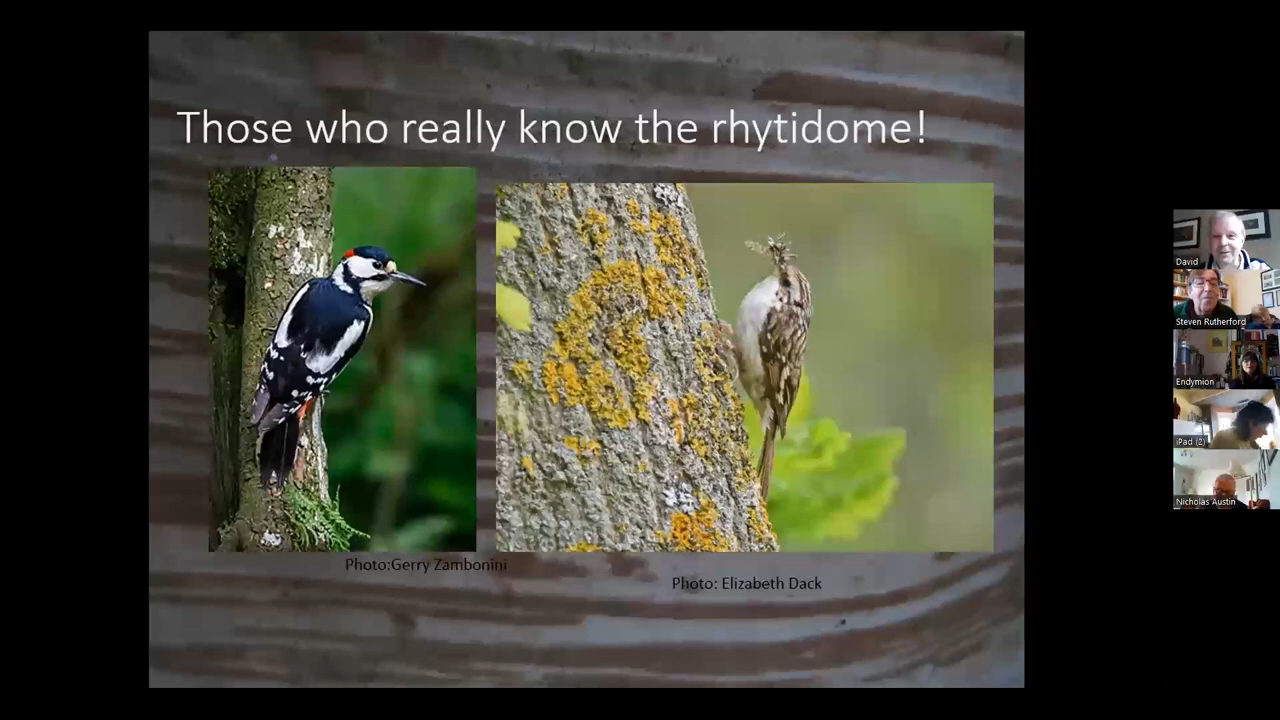 Those who really know the rhytidome!
Photo:Gerry Zambonini
Photo: Elizabeth Dack
David
Steven Rutherford
Endymion
iPad (2)
Nicholas Austin